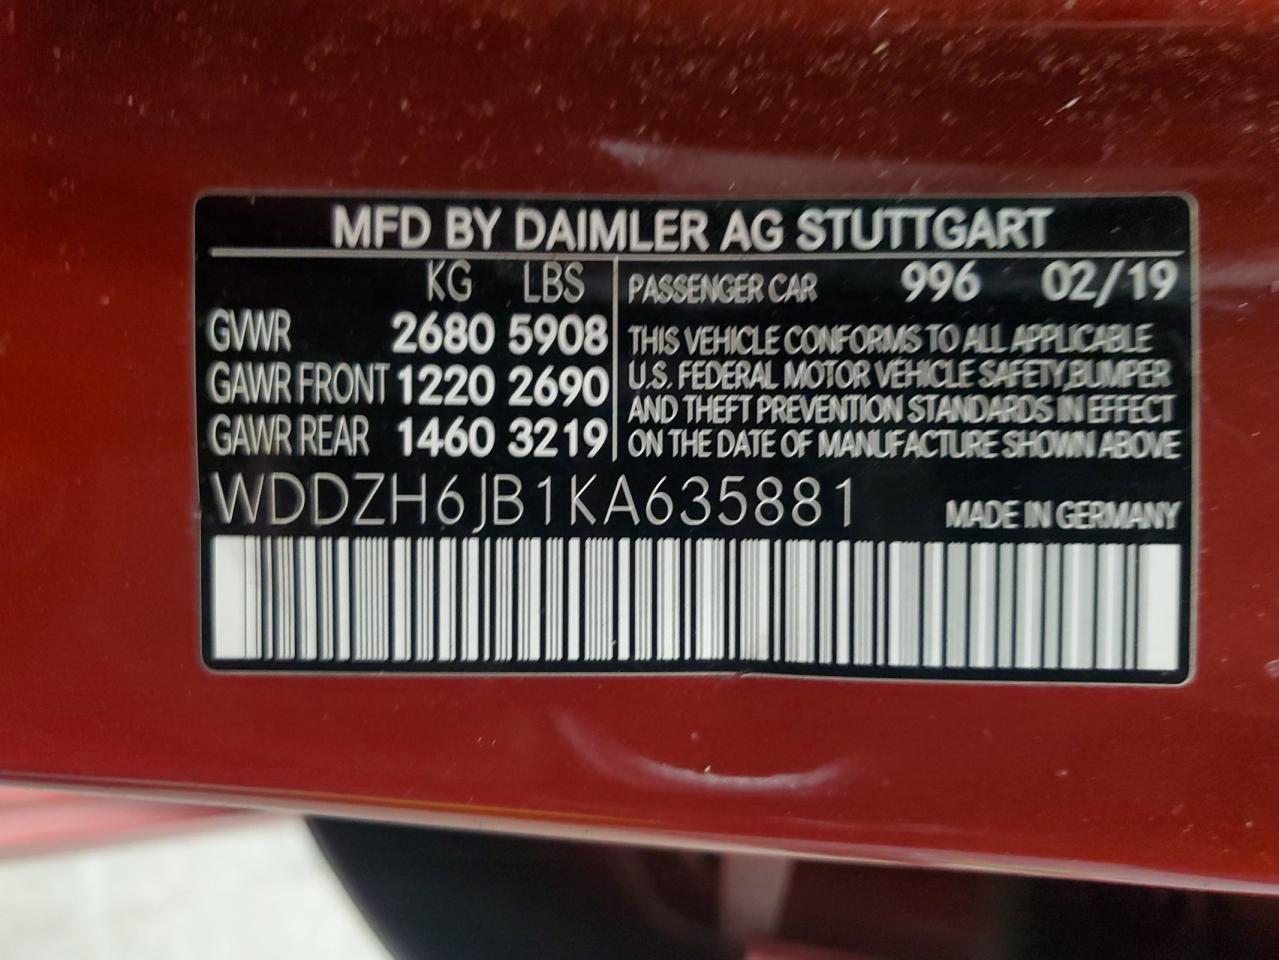 MFD BY DAIMLER AG STUTTGART
KG LBS
GVWR 2680 5908
GAWR FRONT 1220 2690
GAWR REAR 1460 3219
PASSENGER CAR 996 02/19
THIS VEHICLE CONFORMS TO ALL APPLICABLE
U.S. FEDERAL MOTOR VEHICLE SAFETY,BUMPER
AND THEFT PREVENTION STANDARDS IN EFFECT
ON THE DATE OF MANUFACTURE SHOWN ABOVE
WDDZH6JB1KA635881
MADE IN GERMANY